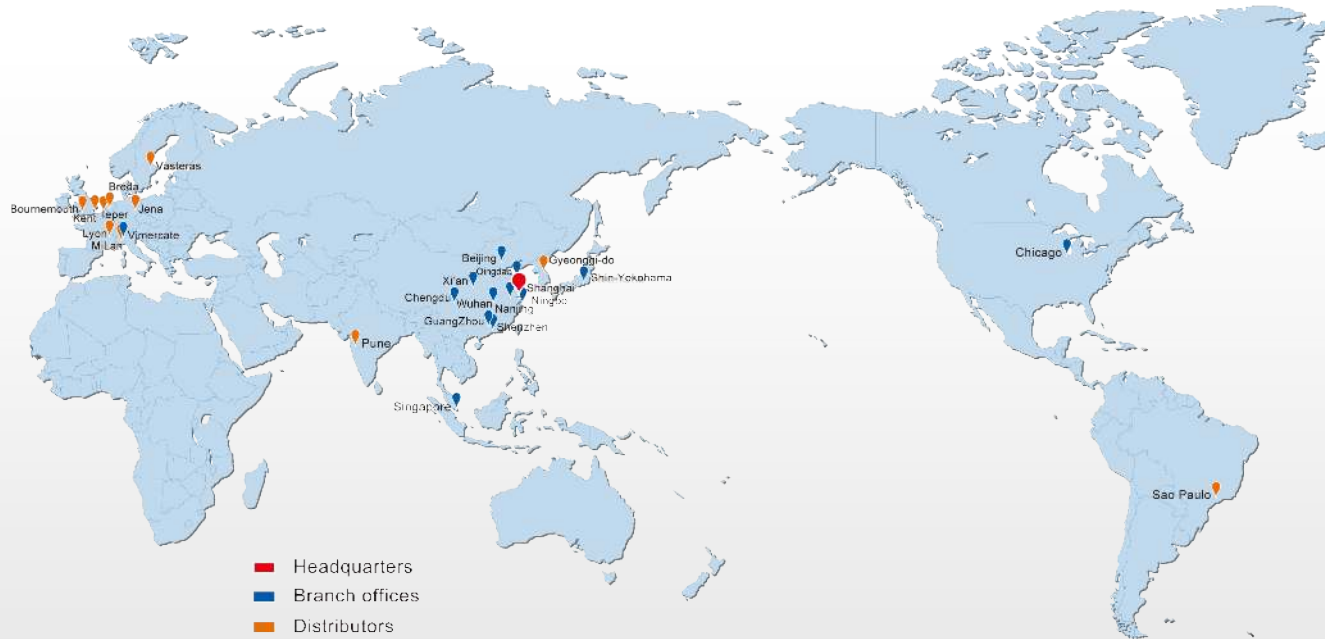 Vasteras
Breda
Bournemouth
Kent
Ieper
Jena
Lyon
Milan
Vimercate
Beijing
Gyeonggi-do
Qingdao
Shin-Yokohama
Xi'an
Shanghai
Chengdu
Wuhan
Ningbo
Nanjing
GuangZhou
Shenzhen
Pune
Singapore
Chicago
Sao Paulo
Headquarters
Branch offices
Distributors